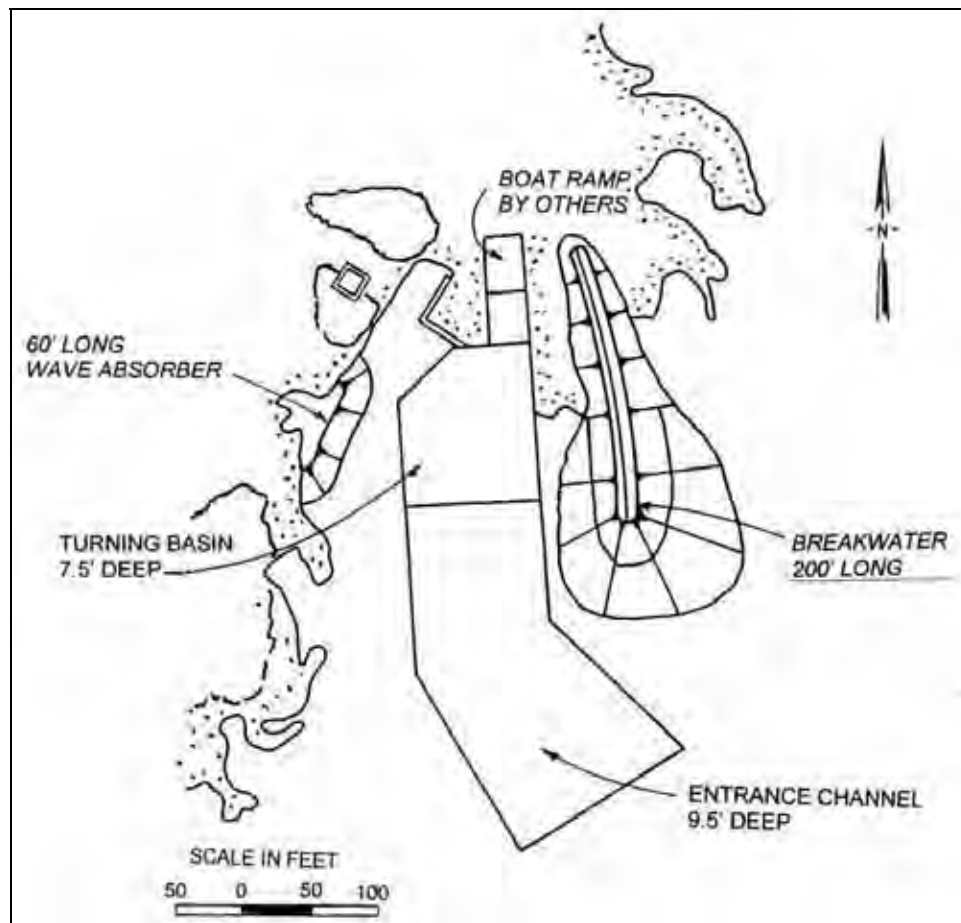 BOAT RAMP
BY OTHERS
N
60' LONG
WAVE ABSORBER
TURNING BASIN
7.5' DEEP
BREAKWATER
200' LONG
ENTRANCE CHANNEL
9.5' DEEP
SCALE IN FEET
50 0 50 100